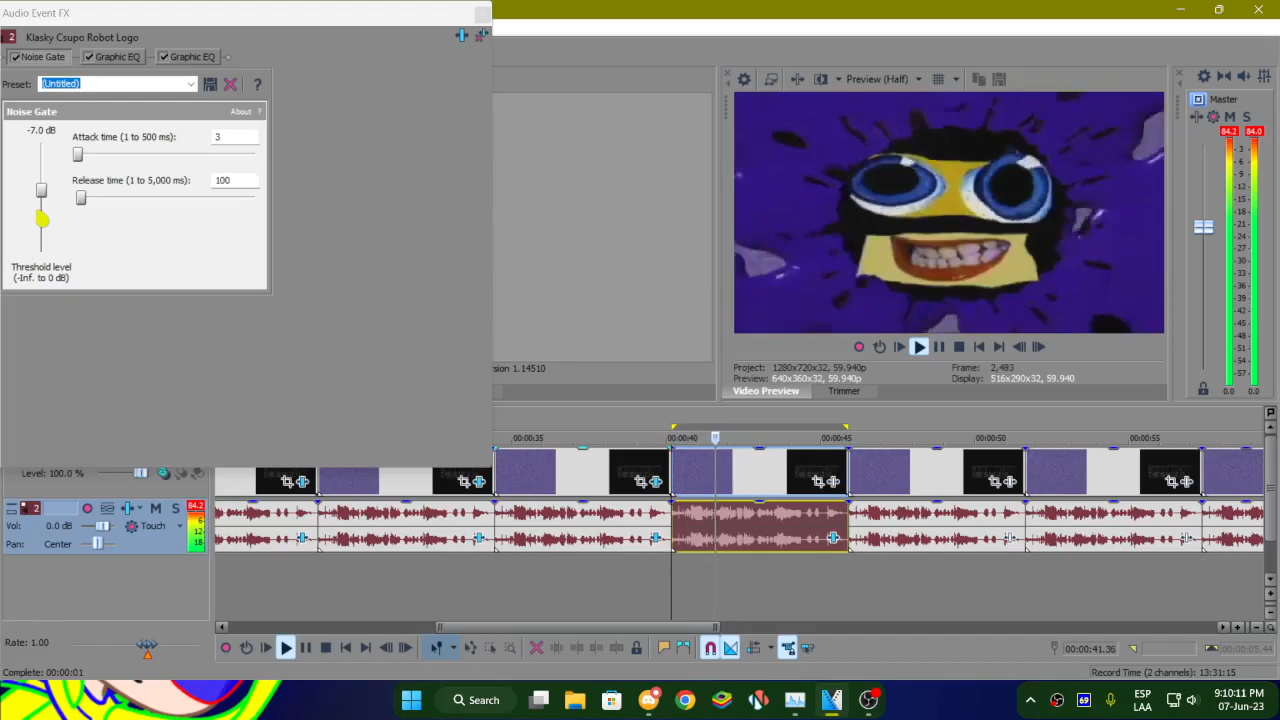 Audio Event FX
2 Klasky Csupo Robot Logo
Noise Gate Graphic EQ Graphic EQ
Preset: (Untitled) ?
Noise Gate About ?
-7.0 dB
Attack time (1 to 500 ms): 3
Release time (1 to 5,000 ms): 100
Threshold level
(-Inf. to 0 dB)
rsion 1.14510
Preview (Half)
Project: 1280x720x32, 59.940p Frame: 2,483
Preview: 640x360x32, 59.940p Display: 516x290x32, 59.940
Video Preview Trimmer
Master
M S
84.2 84.0
3
6
9
12
15
18
21
24
27
30
33
36
39
42
45
48
51
54
57
0.0 0.0
00:00:35 00:00:40 00:00:45 00:00:50 00:00:55
Level: 100.0 %
2 M S 84.2
Vol: 0.0 dB Touch 6
12
Pan: Center 18
Rate: 1.00
00:00:41.36 00:00:05.44
Complete: 00:00:01 Record Time (2 channels): 13:31:15
Search
69
ESP
LAA
9:10:11 PM
07-Jun-23